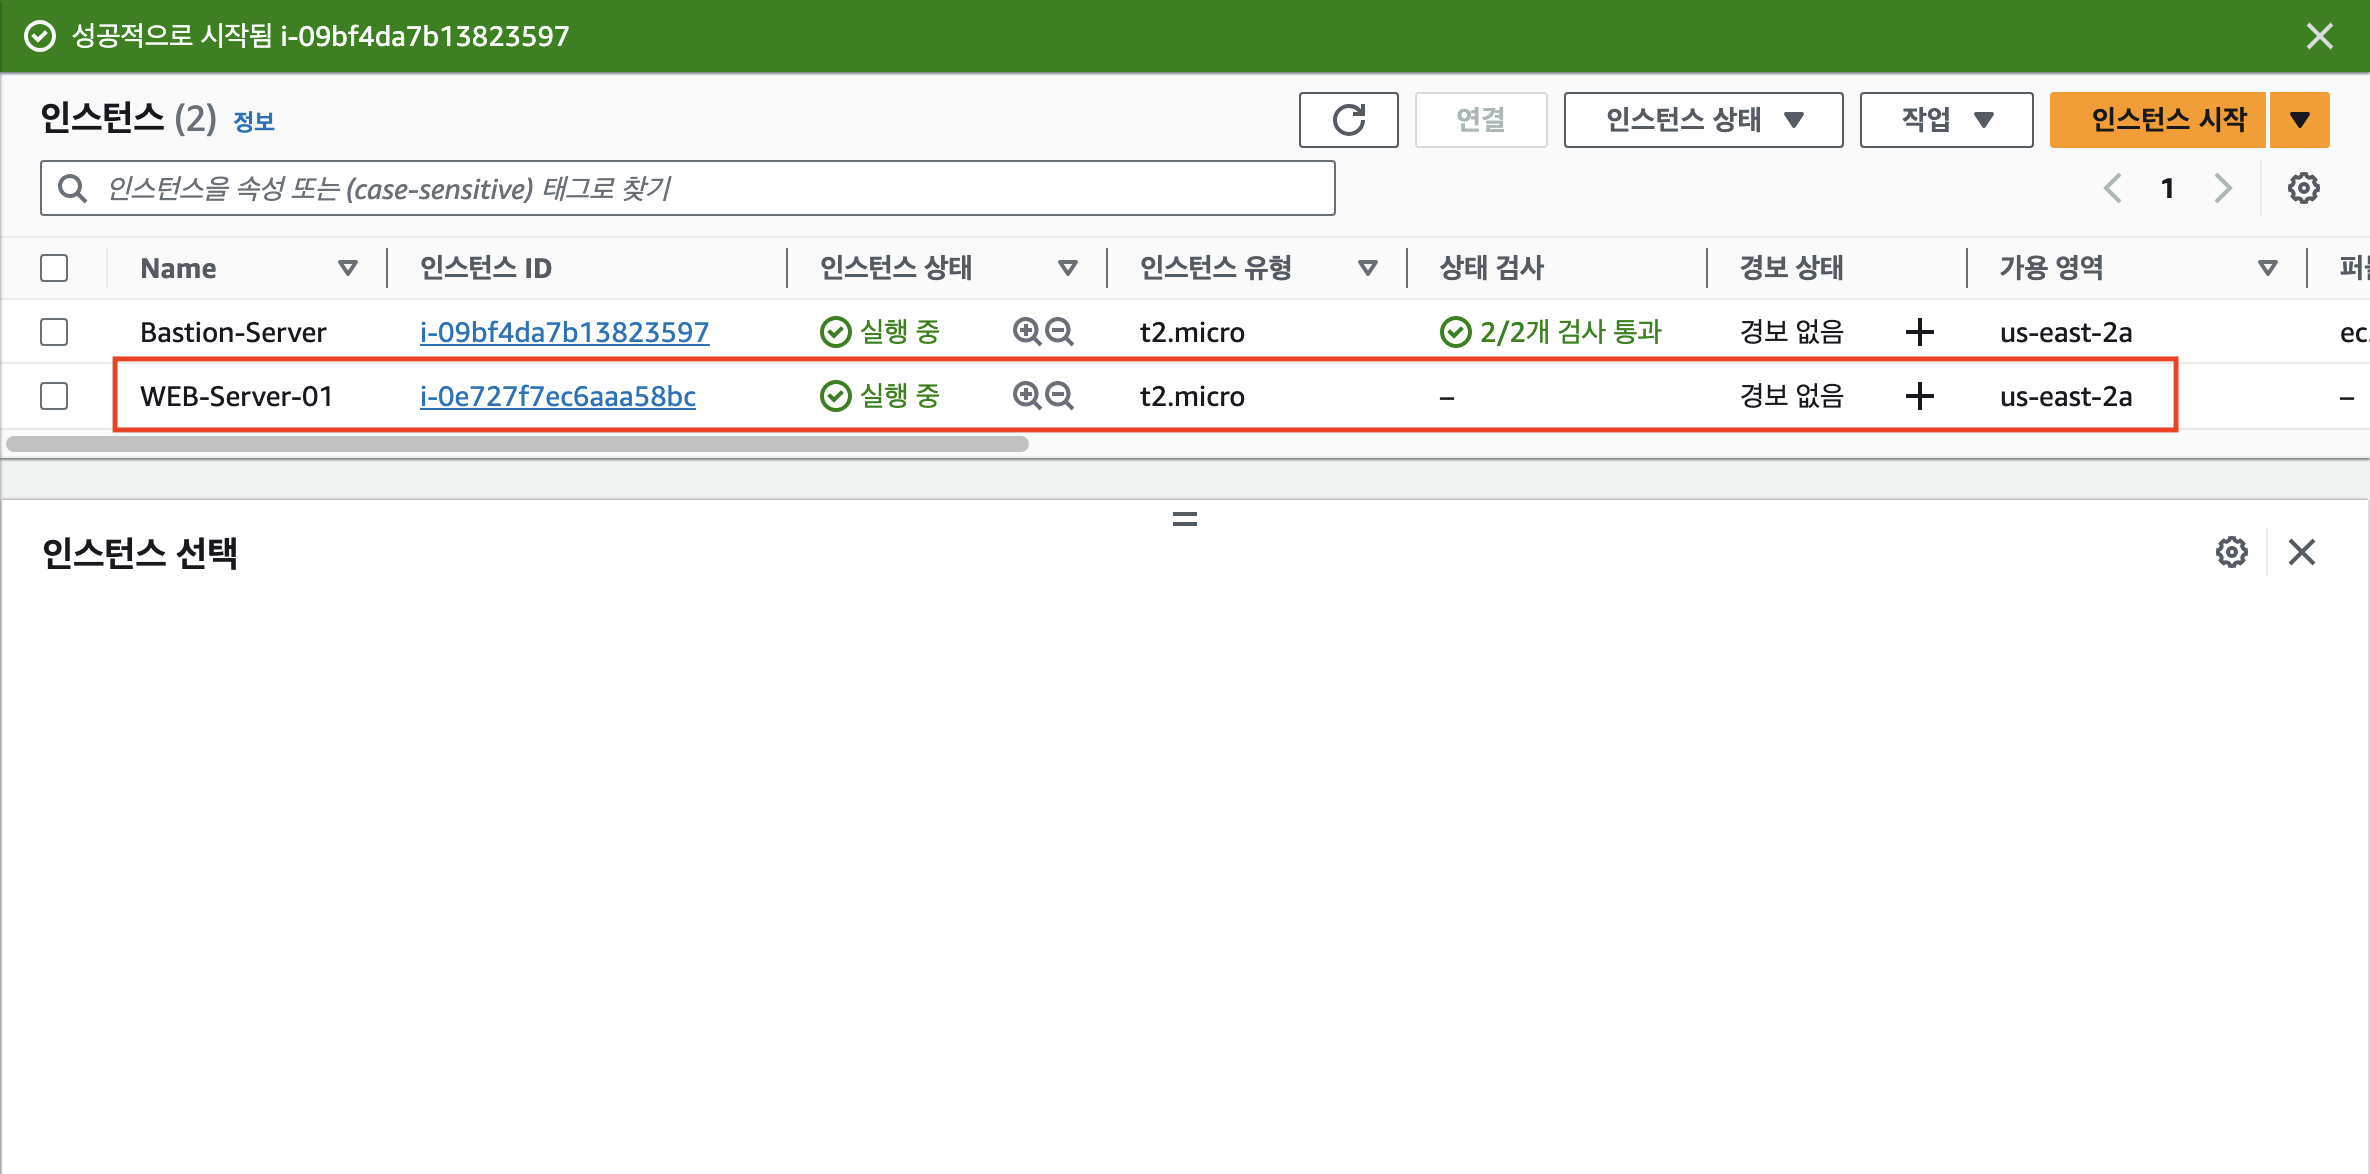 성공적으로 시작됨 i-09bf4da7b13823597
인스턴스 (2) 정보
연결 인스턴스 상태 작업 인스턴스 시작
인스턴스을 속성 또는 (case-sensitive) 태그로 찾기
1
Name 인스턴스 ID 인스턴스 상태 인스턴스 유형 상태 검사 경보 상태 가용 영역
Bastion-Server i-09bf4da7b13823597 실행 중 t2.micro 2/2개 검사 통과 경보 없음 + us-east-2a ec
WEB-Server-01 i-0e727f7ec6aaa58bc 실행 중 t2.micro – 경보 없음 + us-east-2a –
인스턴스 선택